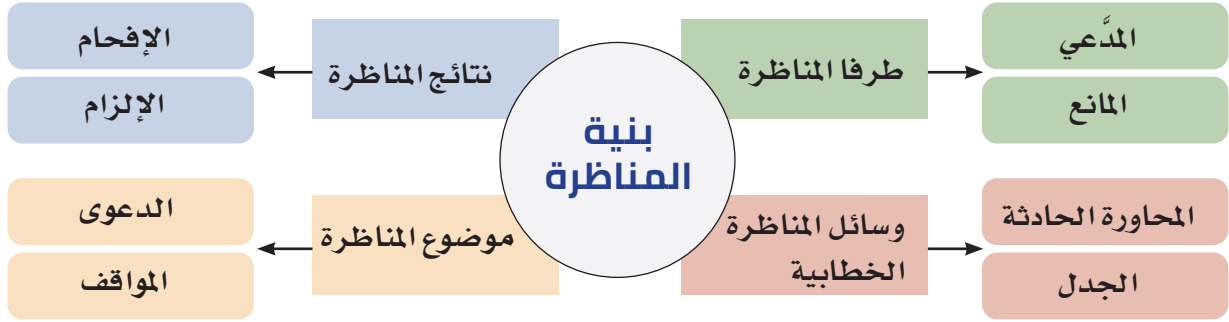 بنية
المناظرة
طرفا المناظرة
المدَّعي
المانع
وسائل المناظرة
الخطابية
المحاورة الحادثة
الجدل
نتائج المناظرة
الإفحام
الإلزام
موضوع المناظرة
الدعوى
المواقف